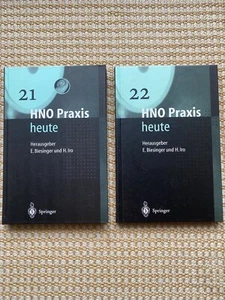 21
HNO Praxis
heute
Herausgeber
E. Biesinger und H. Iro
Springer
22
HNO Praxis
heute
Herausgeber
E. Biesinger und H. Iro
Springer